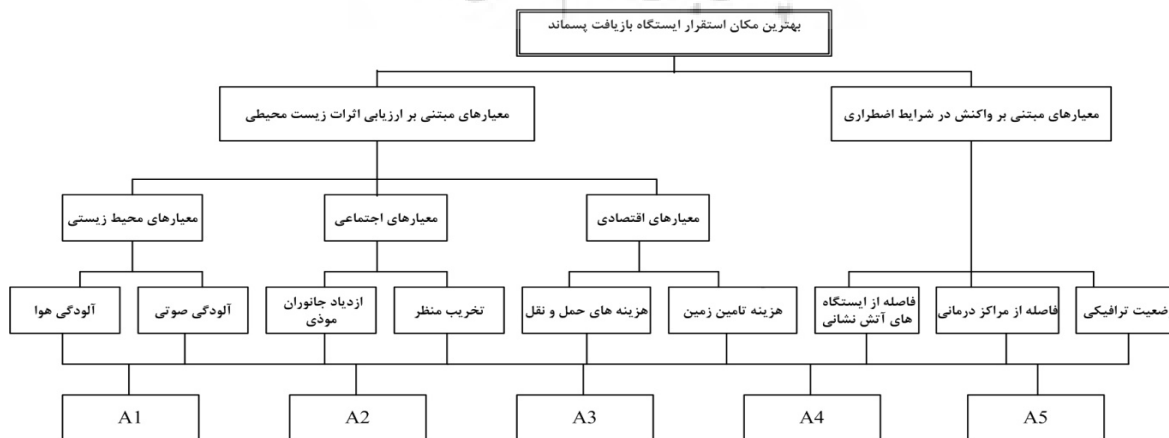 بهترین مکان استقرار ایستگاه بازیافت پسماند
معیارهای مبتنی بر واکنش در شرایط اضطراری
معیارهای مبتنی بر ارزیابی اثرات زیست محیطی
معیارهای اقتصادی
معیارهای اجتماعی
معیارهای محیط زیستی
ضعیت ترافیکی
فاصله از مراکز درمانی
فاصله از ایستگاه
های آتش نشانی
هزینه تامین زمین
هزینه های حمل و نقل
تخریب منظر
ازدیاد جانوران
موذی
آلودگی صوتی
آلودگی هوا
A1
A2
A3
A4
A5